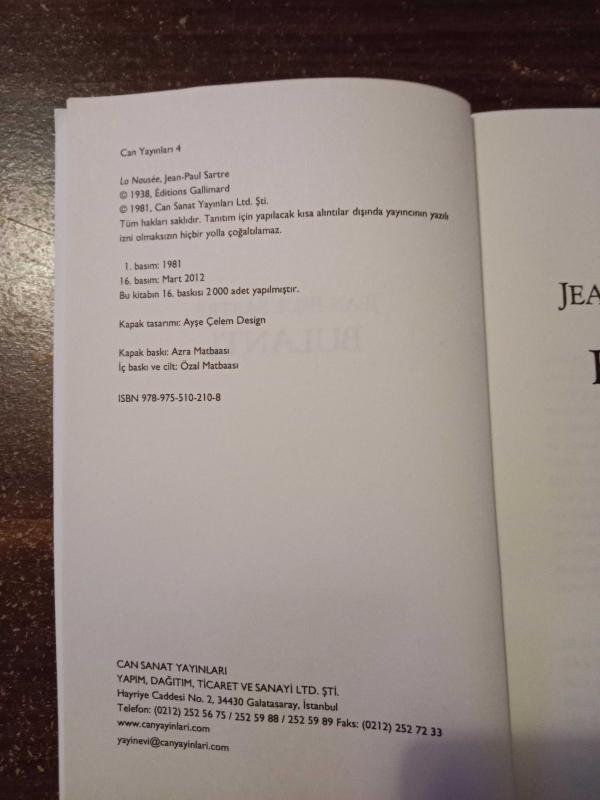 Can Yayınları 4
La Nausée, Jean-Paul Sartre
© 1938, Éditions Gallimard
© 1981, Can Sanat Yayınları Ltd. Şti.
Tüm hakları saklıdır. Tanıtım için yapılacak kısa alıntılar dışında yayıncının yazılı
izni olmaksızın hiçbir yolla çoğaltılamaz.
1. basım: 1981
16. basım: Mart 2012
Bu kitabın 16. baskısı 2 000 adet yapılmıştır.
Kapak tasarımı: Ayşe Çelem Design
Kapak baskı: Azra Matbaası
İç baskı ve cilt: Özal Matbaası
ISBN 978-975-510-210-8
CAN SANAT YAYINLARI
YAPIM, DAĞITIM, TİCARET VE SANAYİ LTD. ŞTİ.
Hayriye Caddesi No. 2, 34430 Galatasaray, İstanbul
Telefon: (0212) 252 56 75 / 252 59 88 / 252 59 89 Faks: (0212) 252 72 33
www.canyayinlari.com
yayinevi@canyayinlari.com
JEA